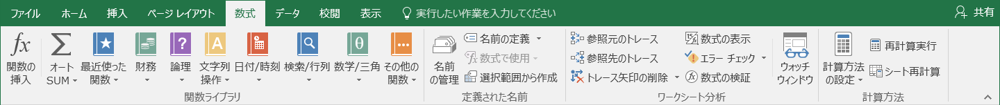 ファイル ホーム 挿入 ページ レイアウト 数式 データ 校閲 表示 実行したい作業を入力してください 共有
fx 関数の
挿入
Σ オート
SUM
最近使った
関数
財務
? 論理
A 文字列
操作
日付/時刻
検索/行列
θ 数学/三角
その他の
関数
関数ライブラリ
名前
の管理
名前の定義
fx 数式で使用
選択範囲から作成
定義された名前
参照元のトレース
参照先のトレース
トレース矢印の削除
数式の表示
エラー チェック
fx 数式の検証
ウォッチ
ウィンドウ
ワークシート分析
計算方法
の設定
再計算実行
シート再計算
計算方法